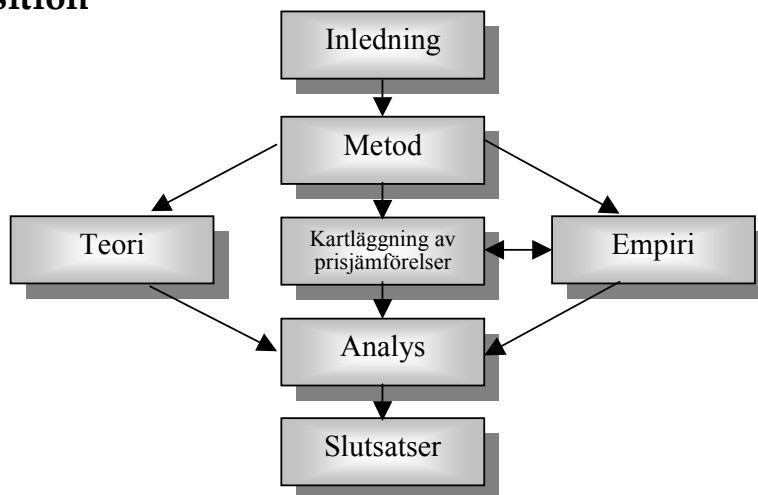 sition
Inledning
Metod
Teori
Kartläggning av
prisjämförelser
Empiri
Analys
Slutsatser